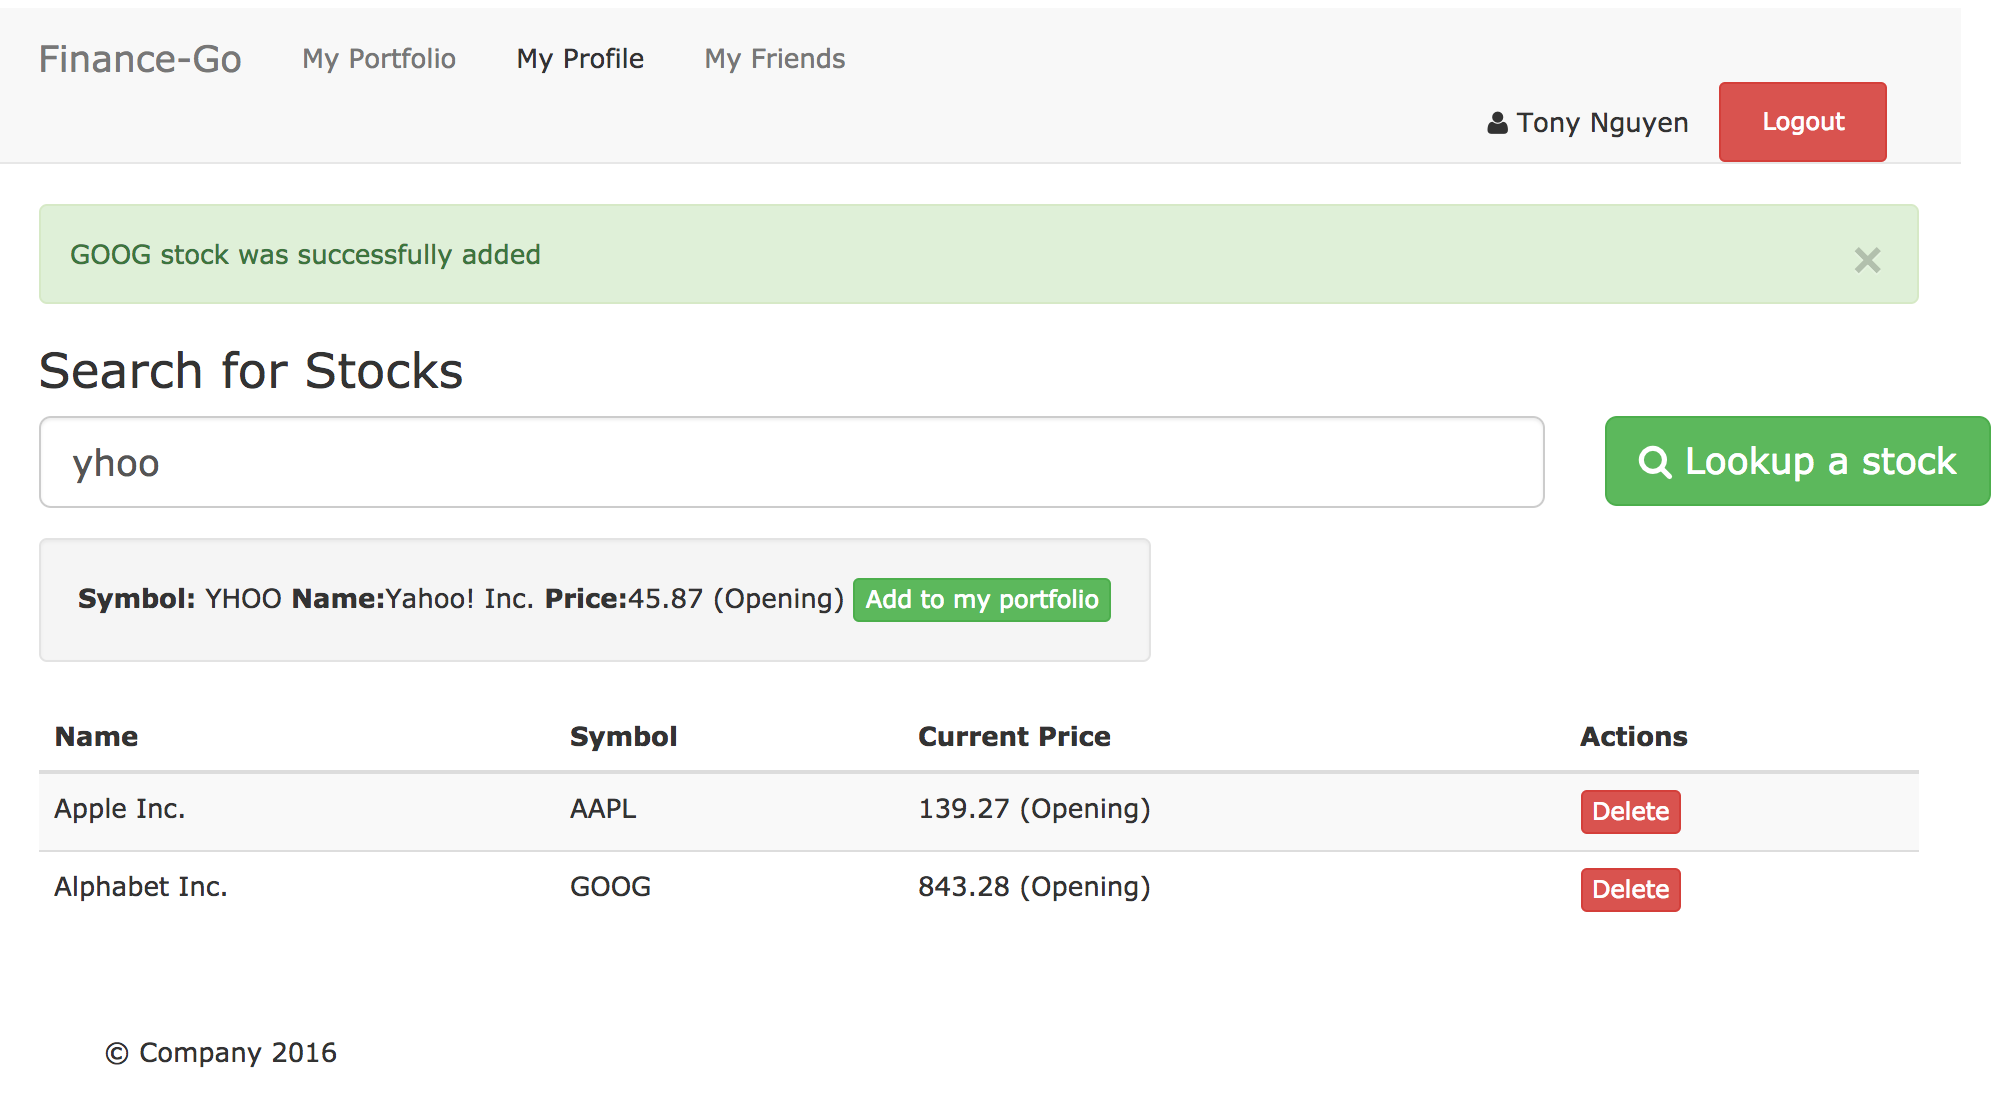 Finance-Go My Portfolio My Profile My Friends
Tony Nguyen Logout
GOOG stock was successfully added ×
Search for Stocks
yhoo Lookup a stock
Symbol: YHOO Name:Yahoo! Inc. Price:45.87 (Opening) Add to my portfolio
Name Symbol Current Price Actions
Apple Inc. AAPL 139.27 (Opening) Delete
Alphabet Inc. GOOG 843.28 (Opening) Delete
© Company 2016